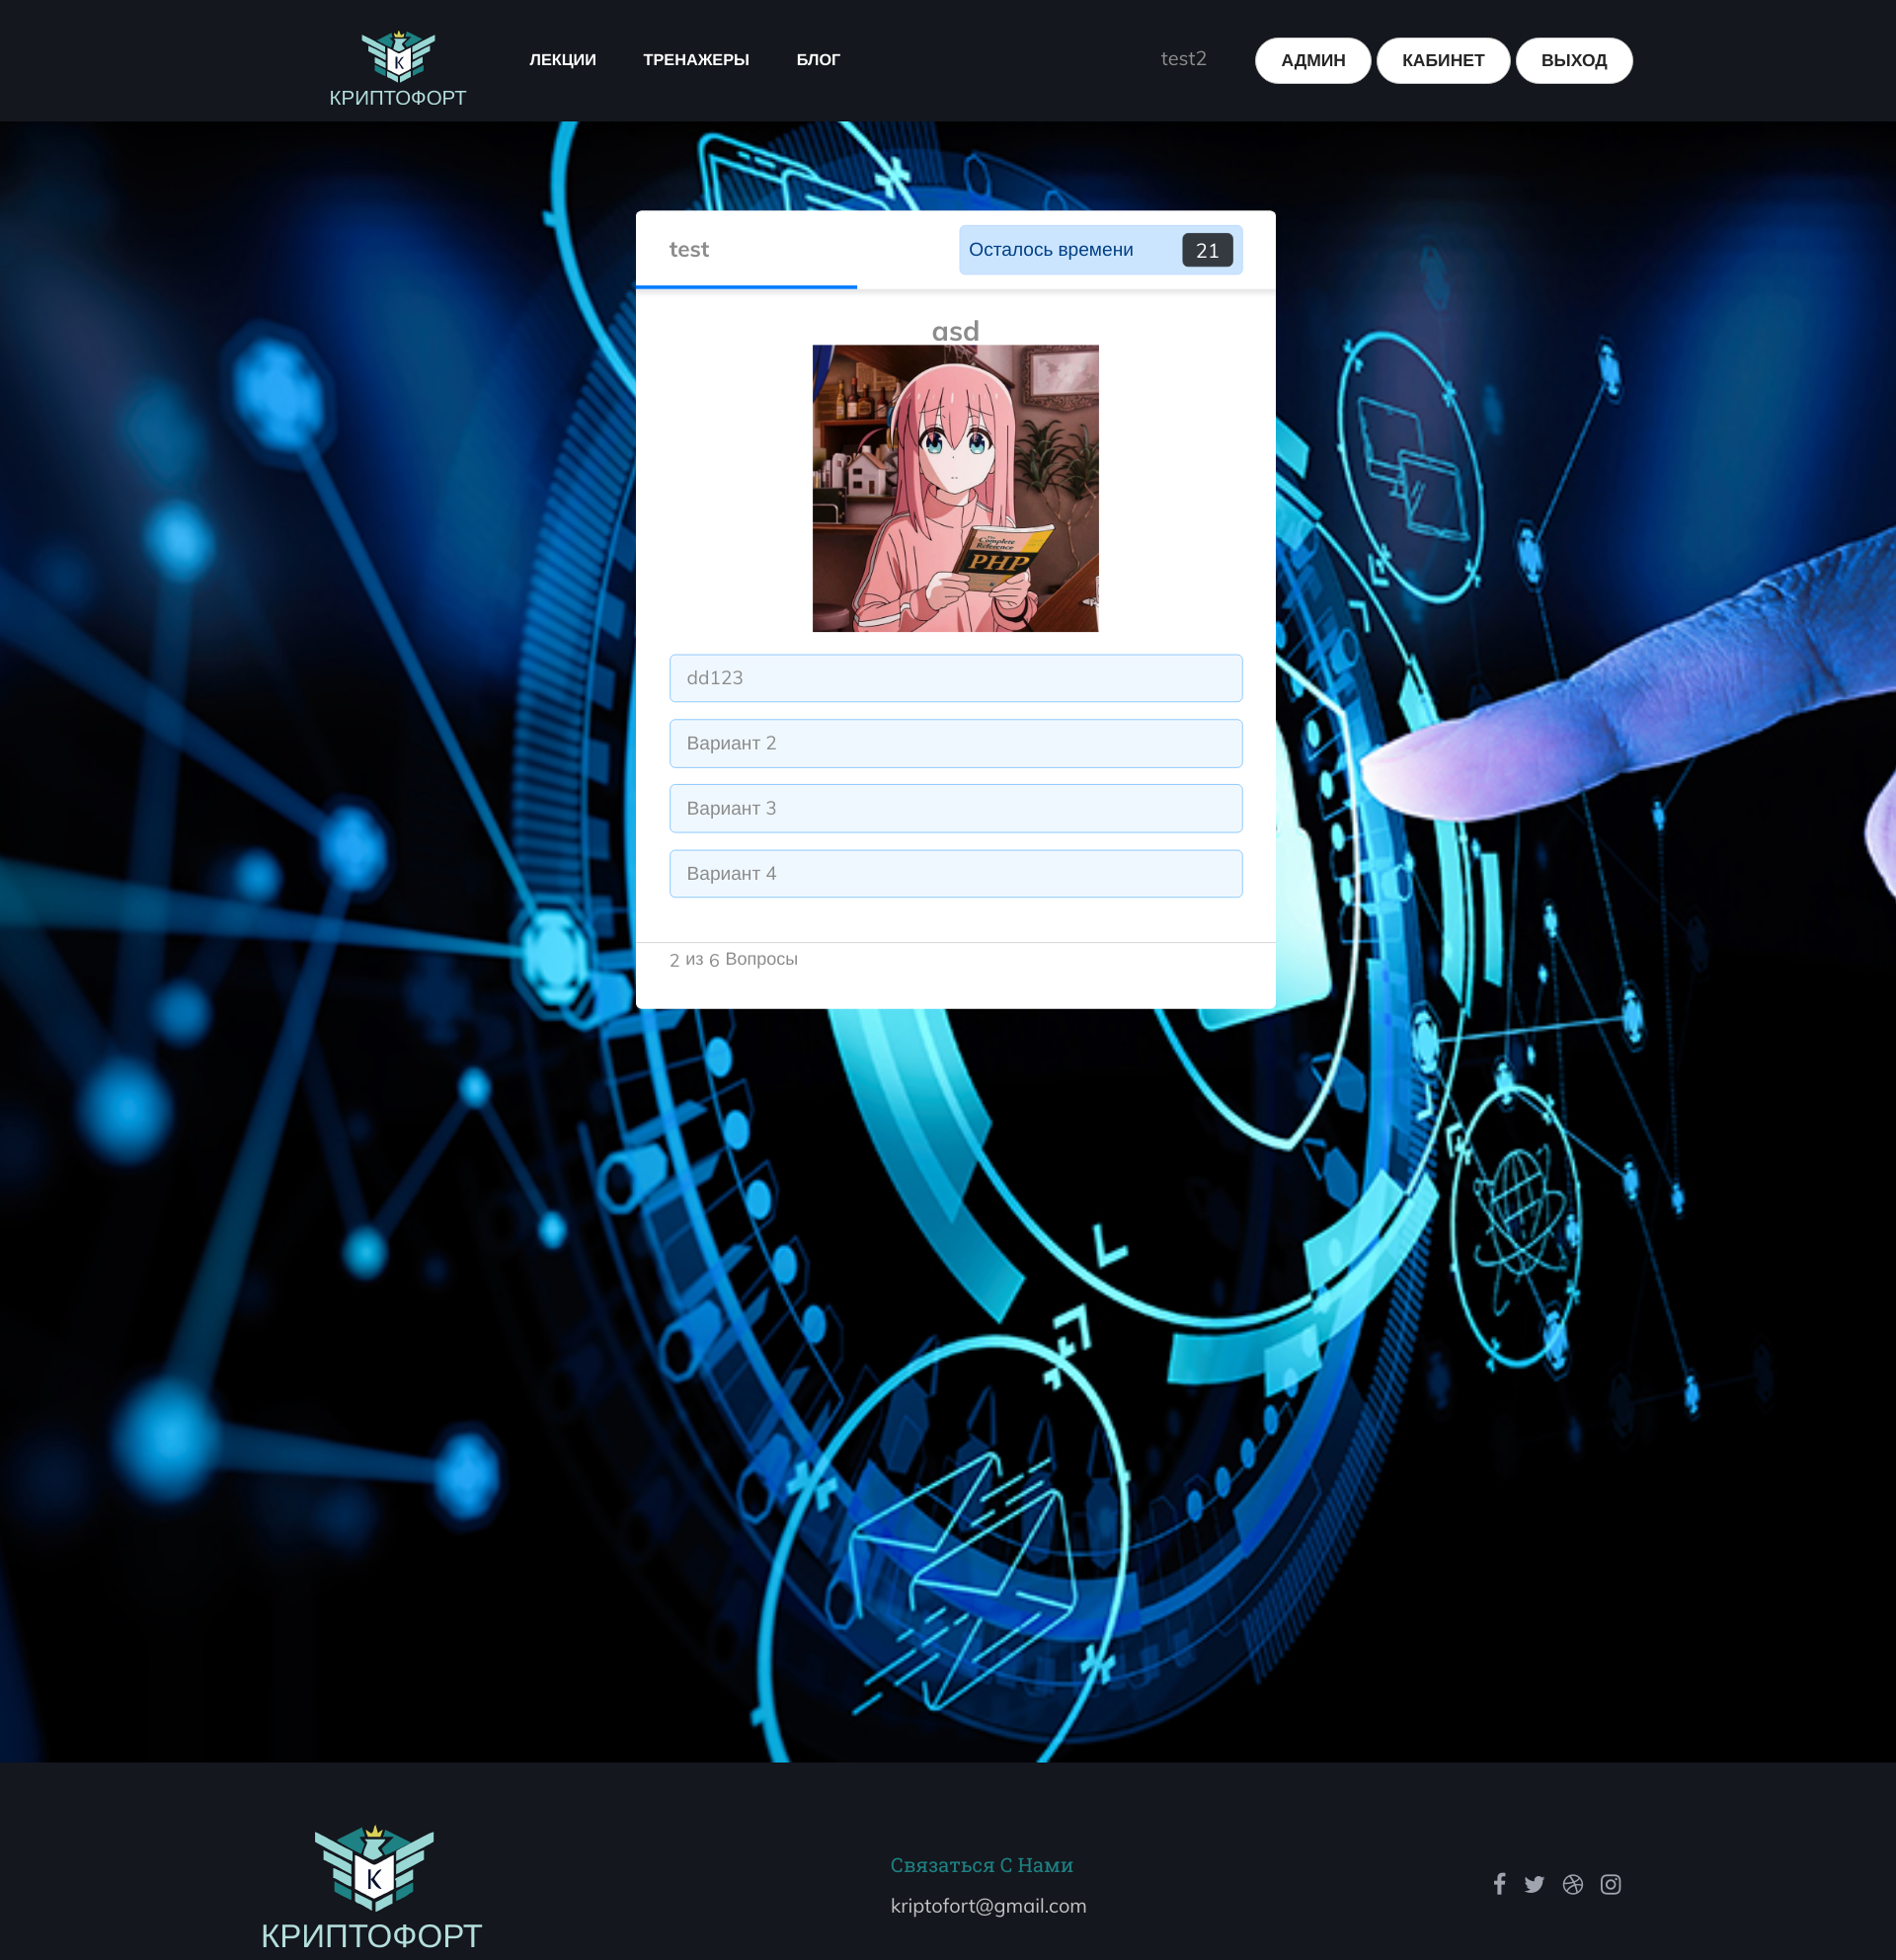 K
КРИПТОФОРТ
ЛЕКЦИИ
ТРЕНАЖЕРЫ
БЛОГ
test2
АДМИН
КАБИНЕТ
ВЫХОД
test
Осталось времени
21
asd
The
Complete
Reference
PHP
dd123
Вариант 2
Вариант 3
Вариант 4
2 из 6 Вопросы
K
КРИПТОФОРТ
Связаться С Нами
kriptofort@gmail.com